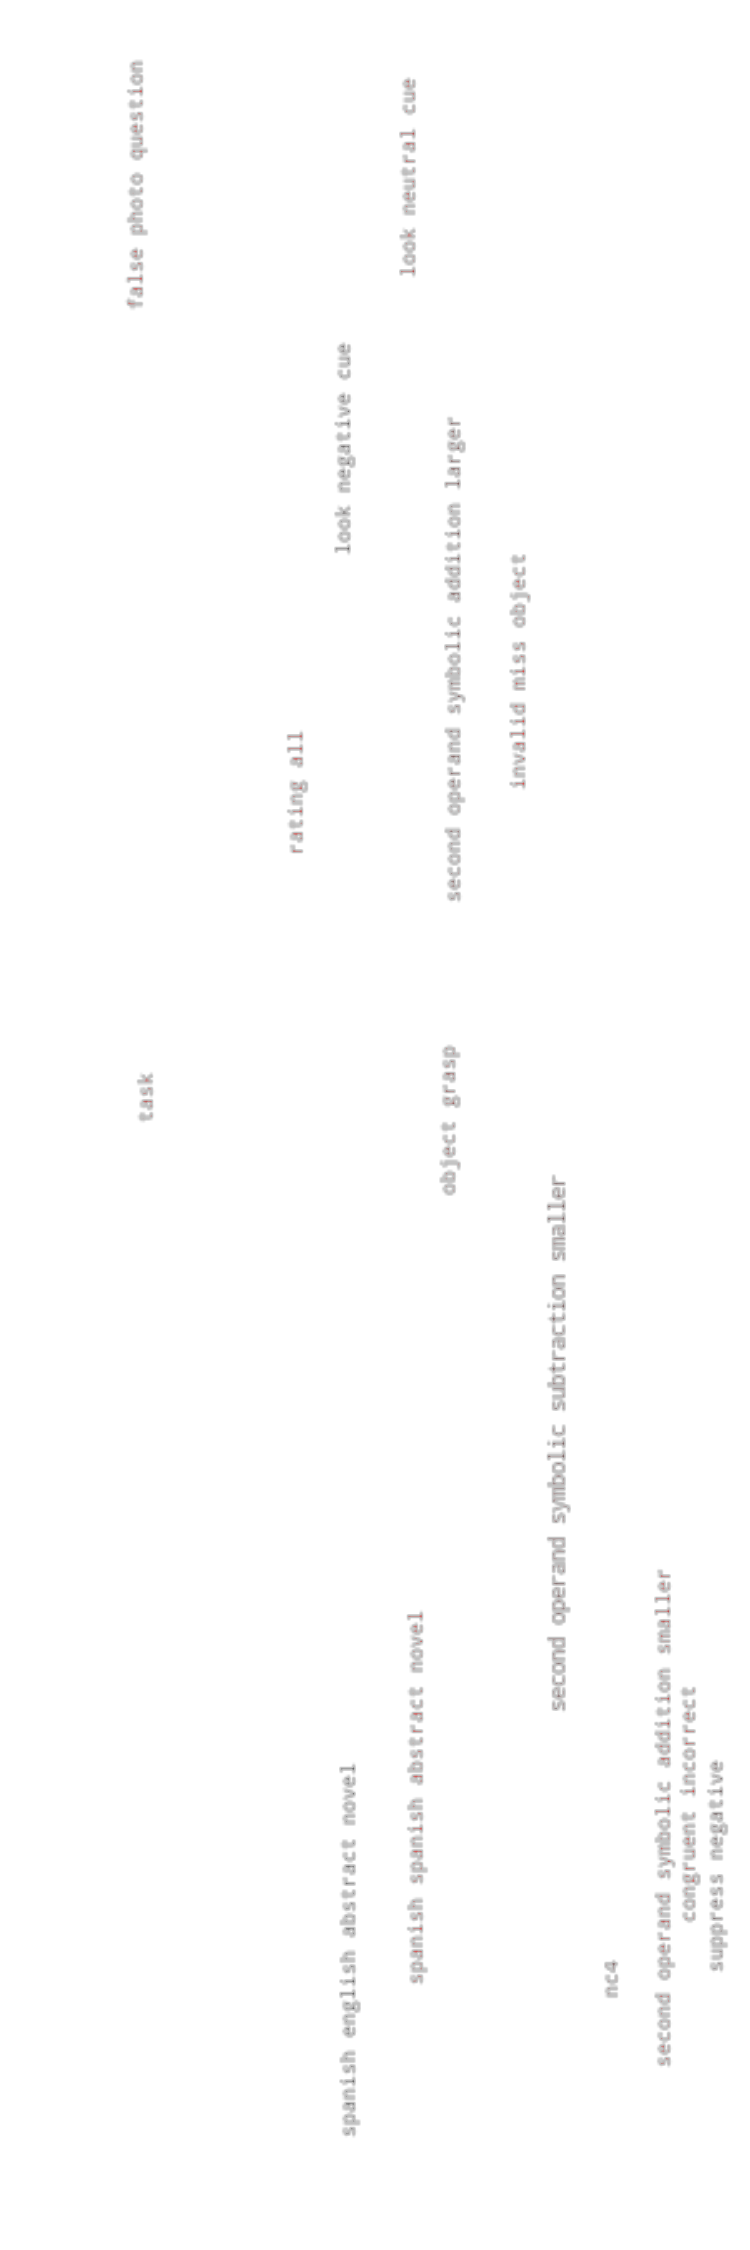 false photo question
task
rating all
look negative cue
spanish english abstract novel
look neutral cue
spanish spanish abstract novel
second operand symbolic addition larger
object grasp
invalid miss object
second operand symbolic subtraction smaller
nc4
second operand symbolic addition smaller
congruent incorrect
suppress negative